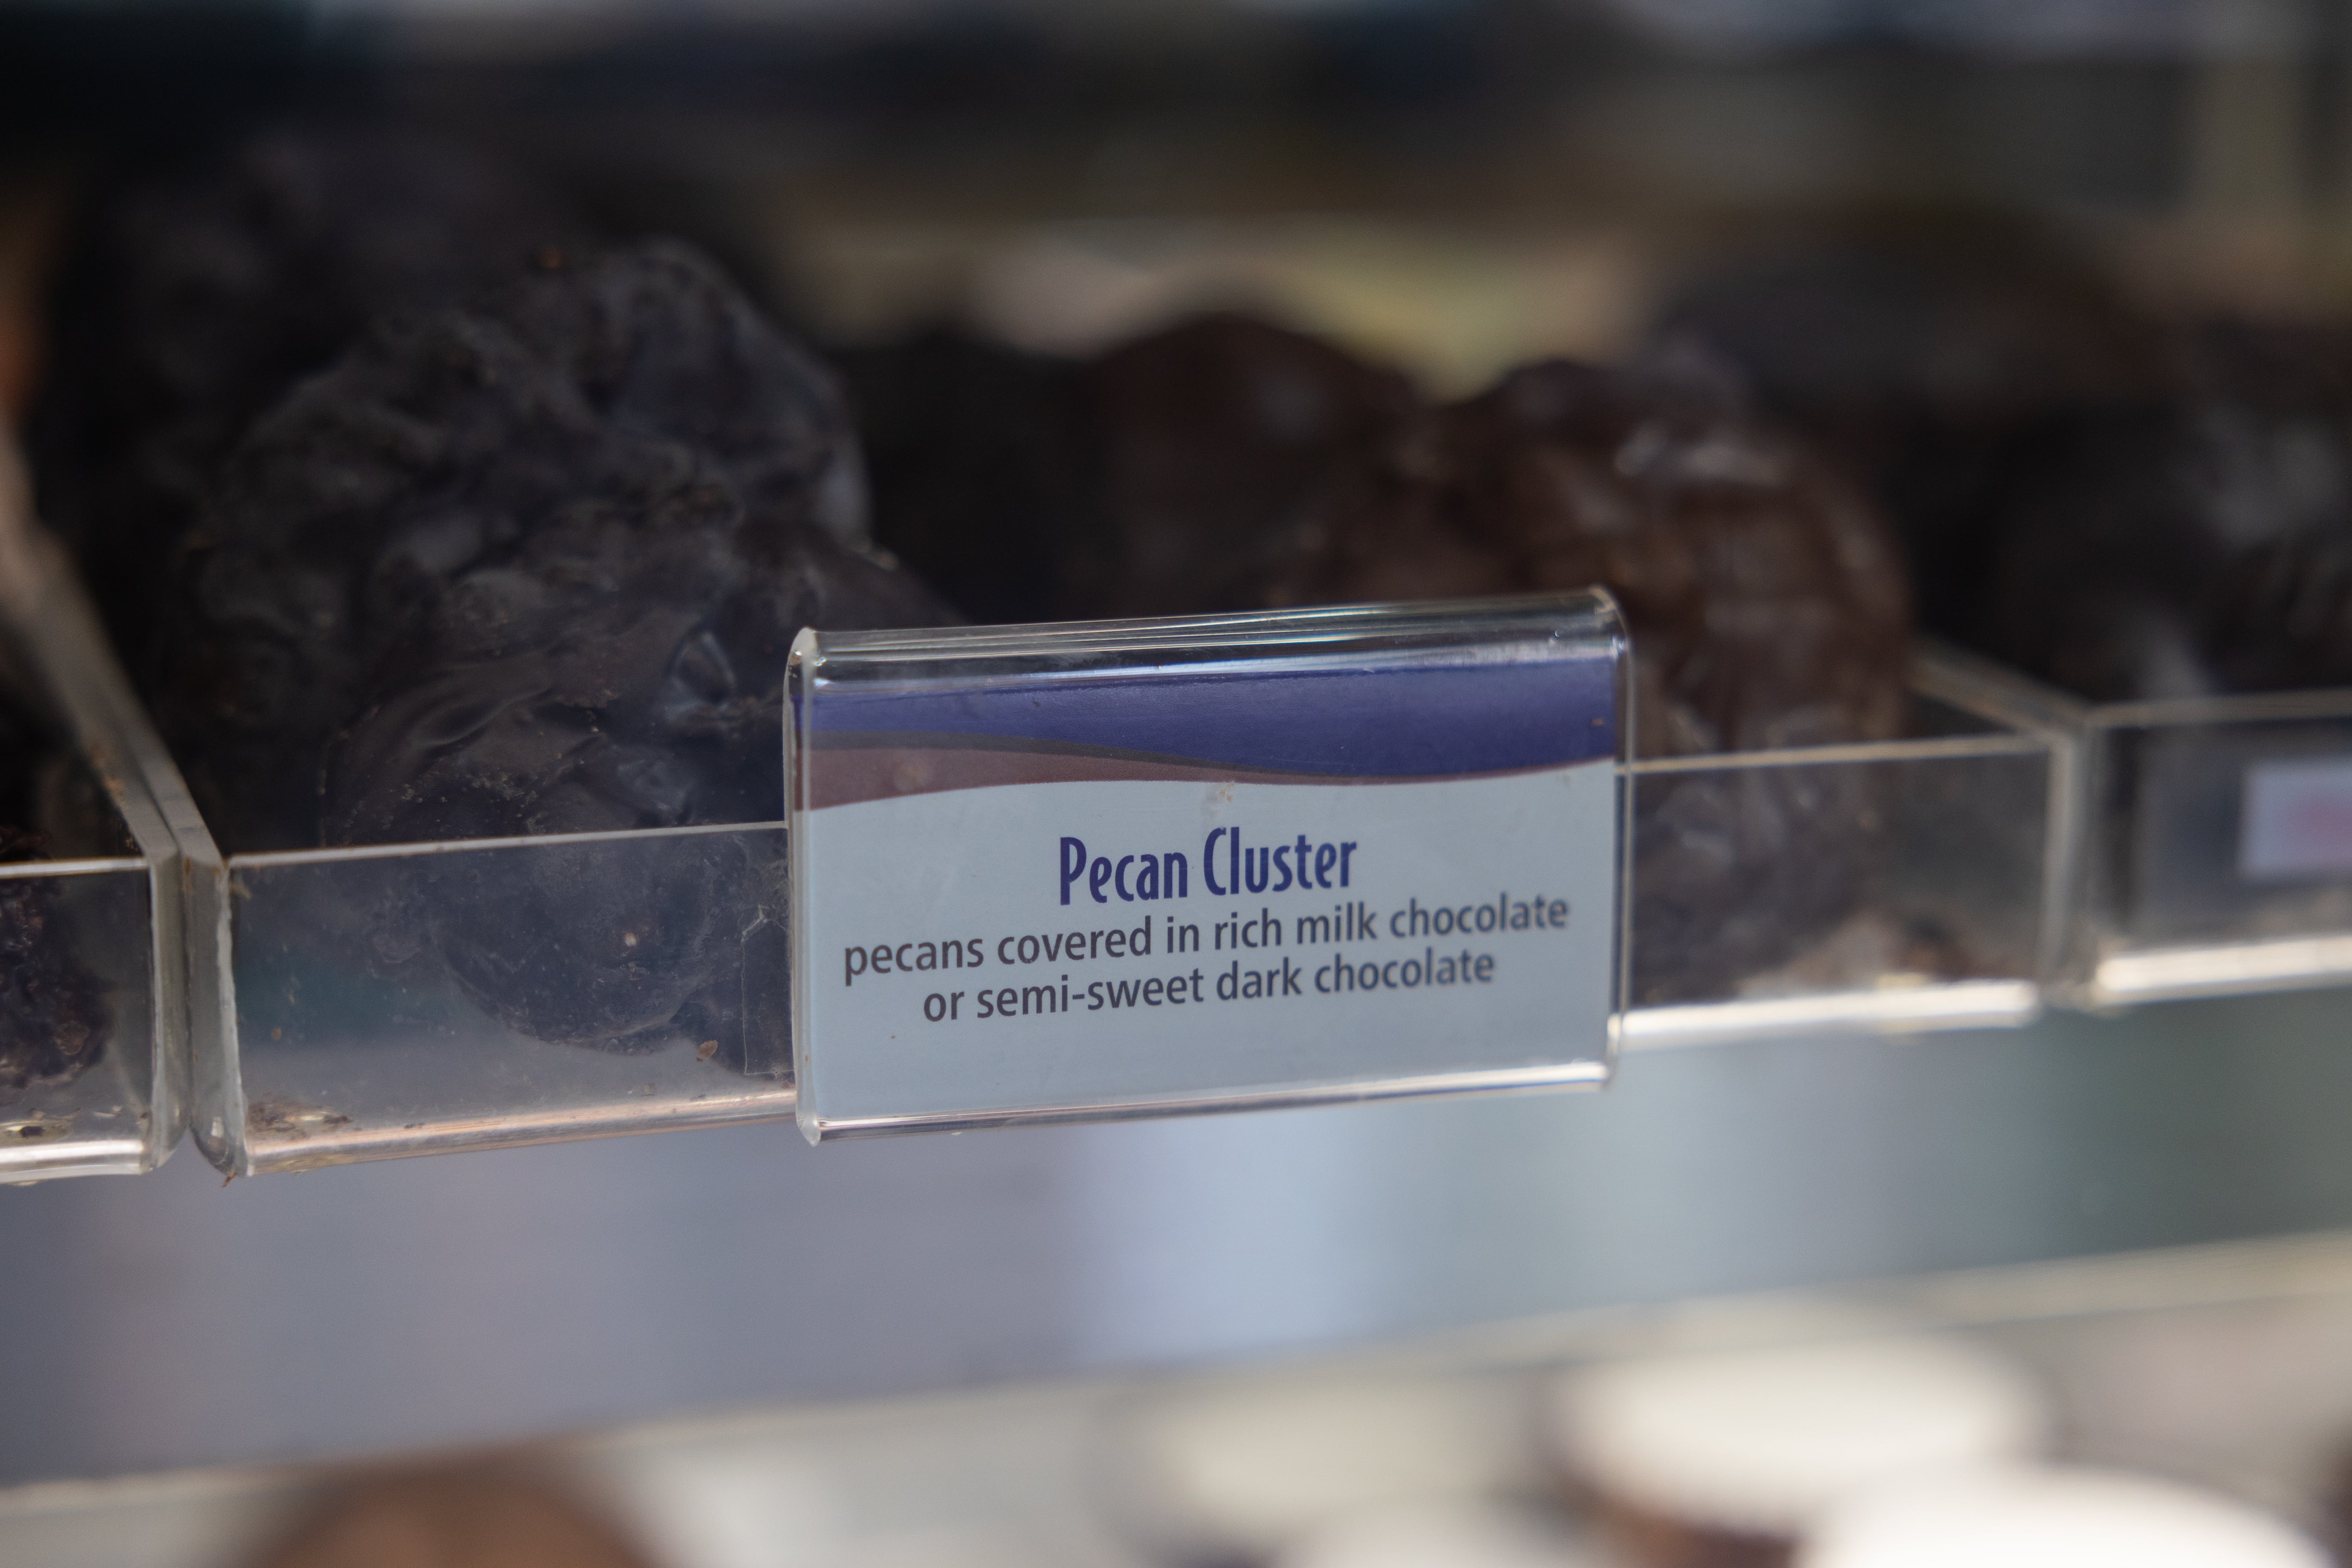 Pecan Cluster
pecans covered in rich milk chocolate
or semi-sweet dark chocolate